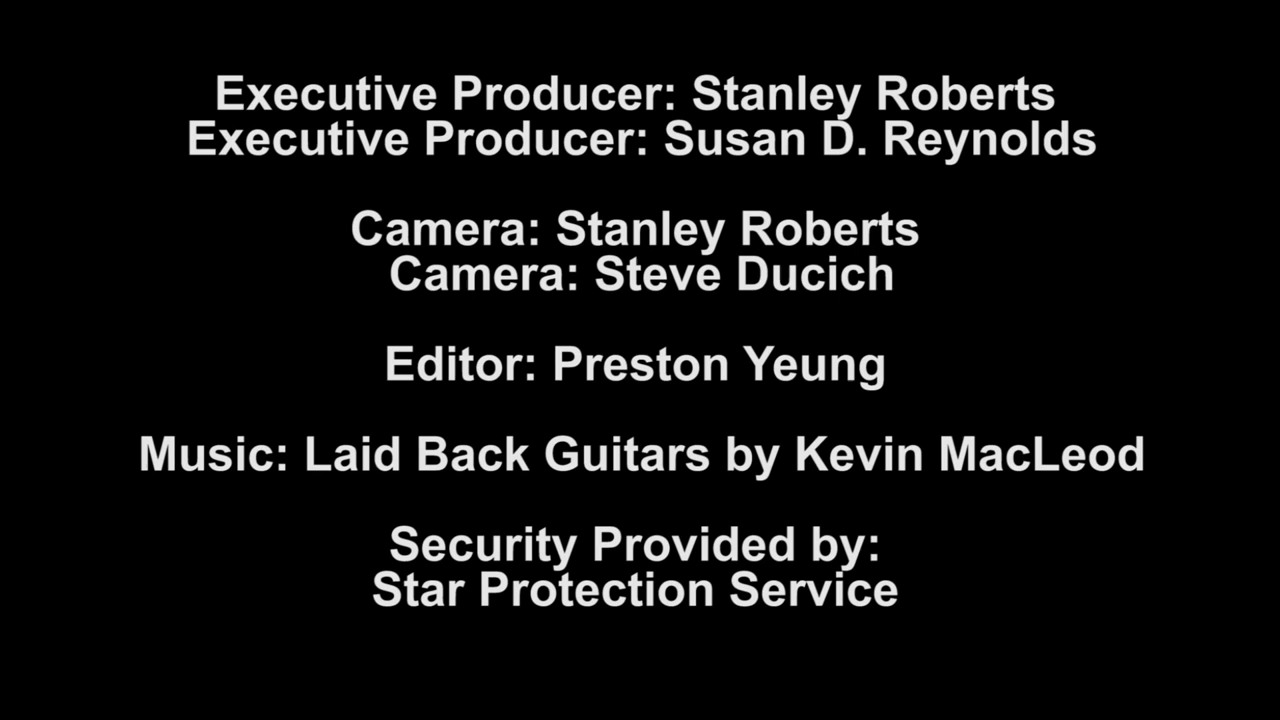 Executive Producer: Stanley Roberts
Executive Producer: Susan D. Reynolds
Camera: Stanley Roberts
Camera: Steve Ducich
Editor: Preston Yeung
Music: Laid Back Guitars by Kevin MacLeod
Security Provided by:
Star Protection Service